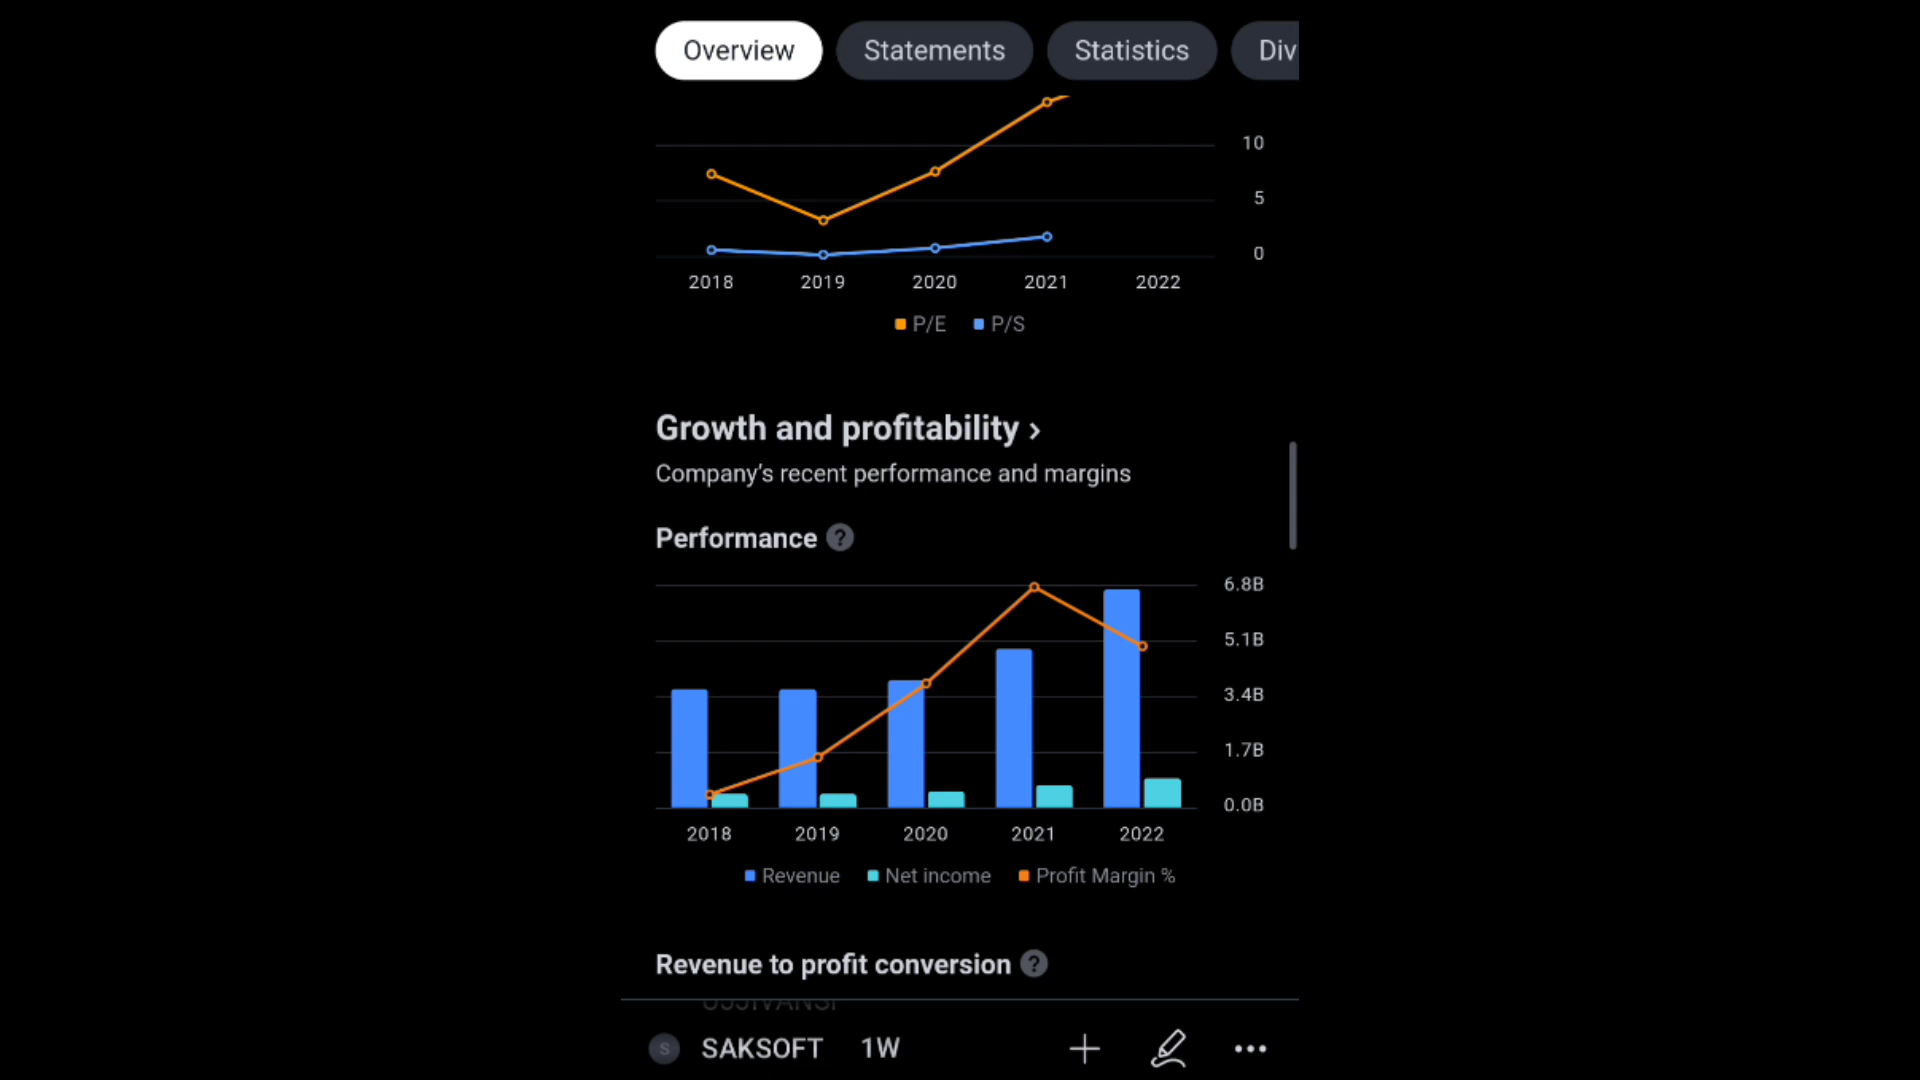 Overview Statements Statistics Div
10
5
0
2018 2019 2020 2021 2022
P/E P/S
Growth and profitability ›
Company's recent performance and margins
Performance ?
6.8B
5.1B
3.4B
1.7B
0.0B
2018 2019 2020 2021 2022
Revenue Net income Profit Margin %
Revenue to profit conversion ?
S SAKSOFT 1W